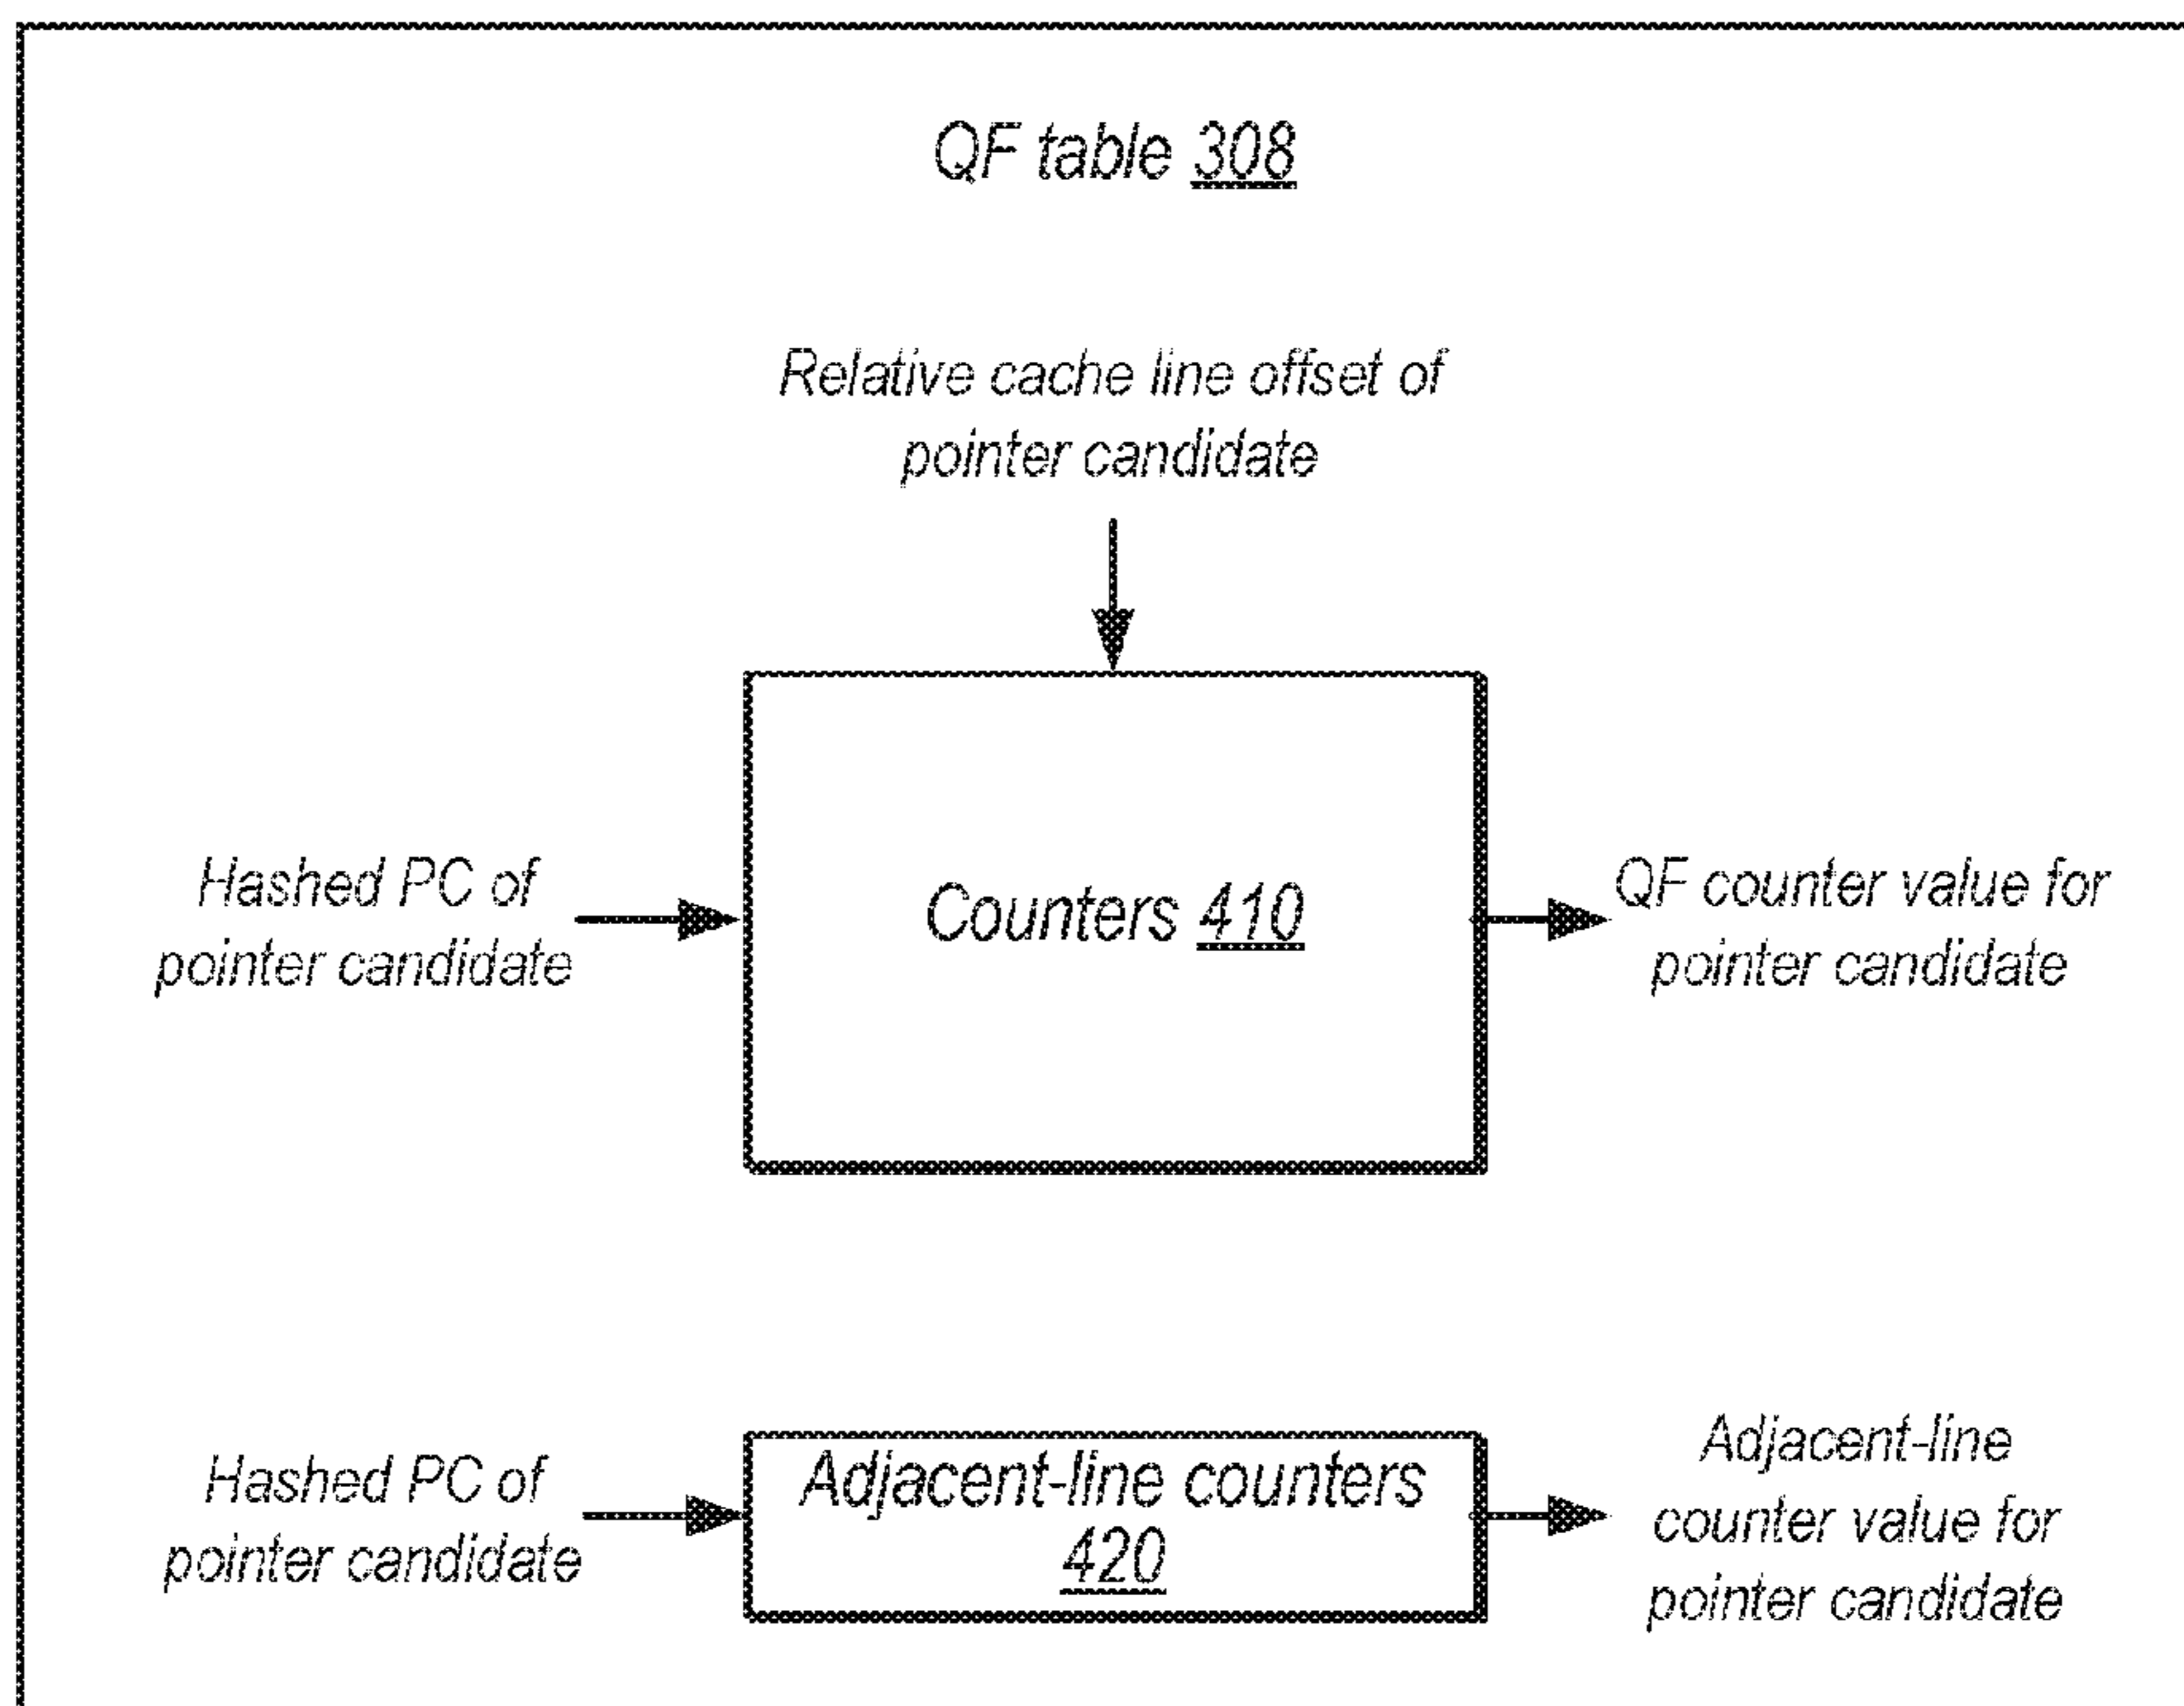 QF table 308
Relative cache line offset of
pointer candidate
Hashed PC of
pointer candidate
Counters 410
QF counter value for
pointer candidate
Hashed PC of
pointer candidate
Adjacent-line counters
420
Adjacent-line
counter value for
pointer candidate